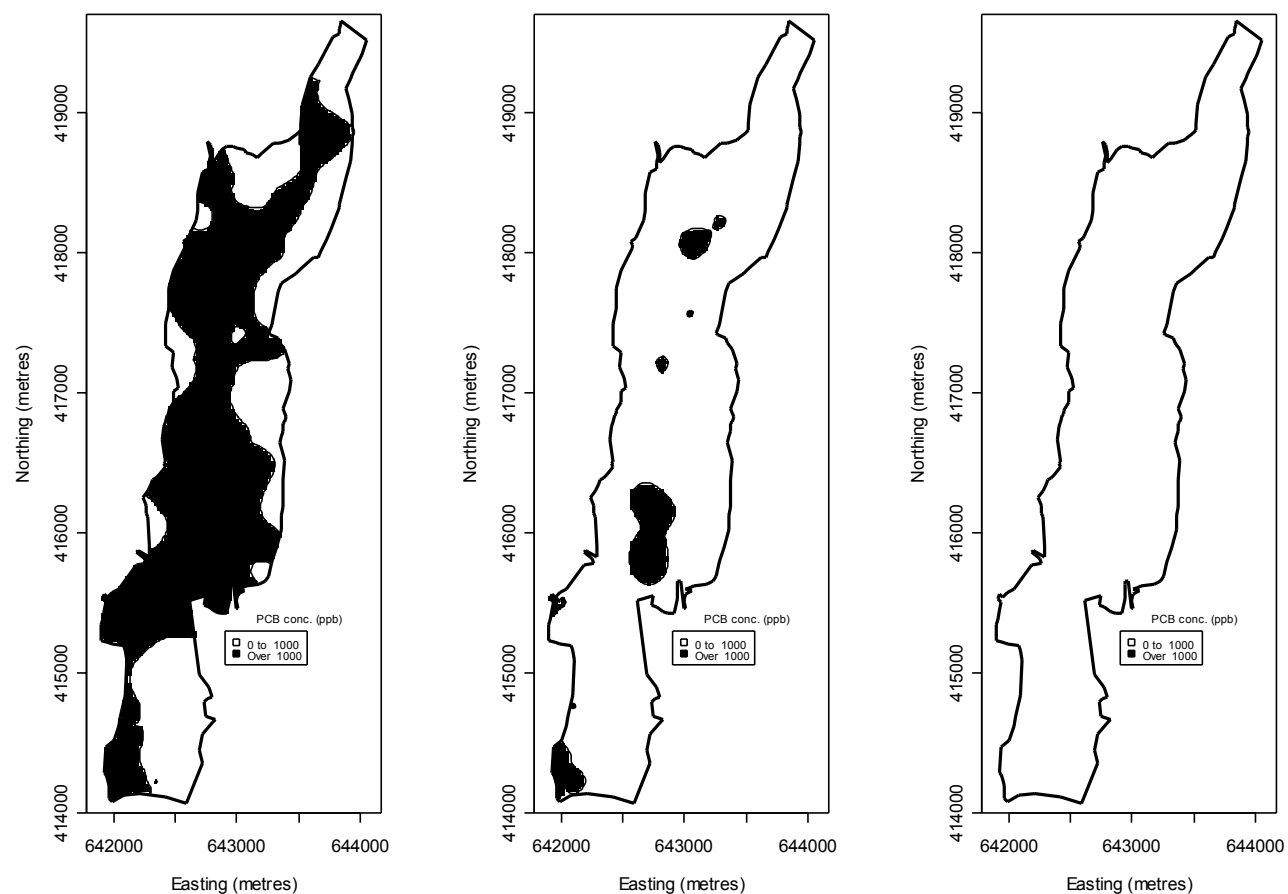 Northing (metres)
419000
418000
417000
416000
415000
414000
PCB conc. (ppb)
0 to 1000
Over 1000
642000 643000 644000
Easting (metres)
Northing (metres)
419000
418000
417000
416000
415000
414000
PCB conc. (ppb)
0 to 1000
Over 1000
642000 643000 644000
Easting (metres)
Northing (metres)
419000
418000
417000
416000
415000
414000
PCB conc. (ppb)
0 to 1000
Over 1000
642000 643000 644000
Easting (metres)